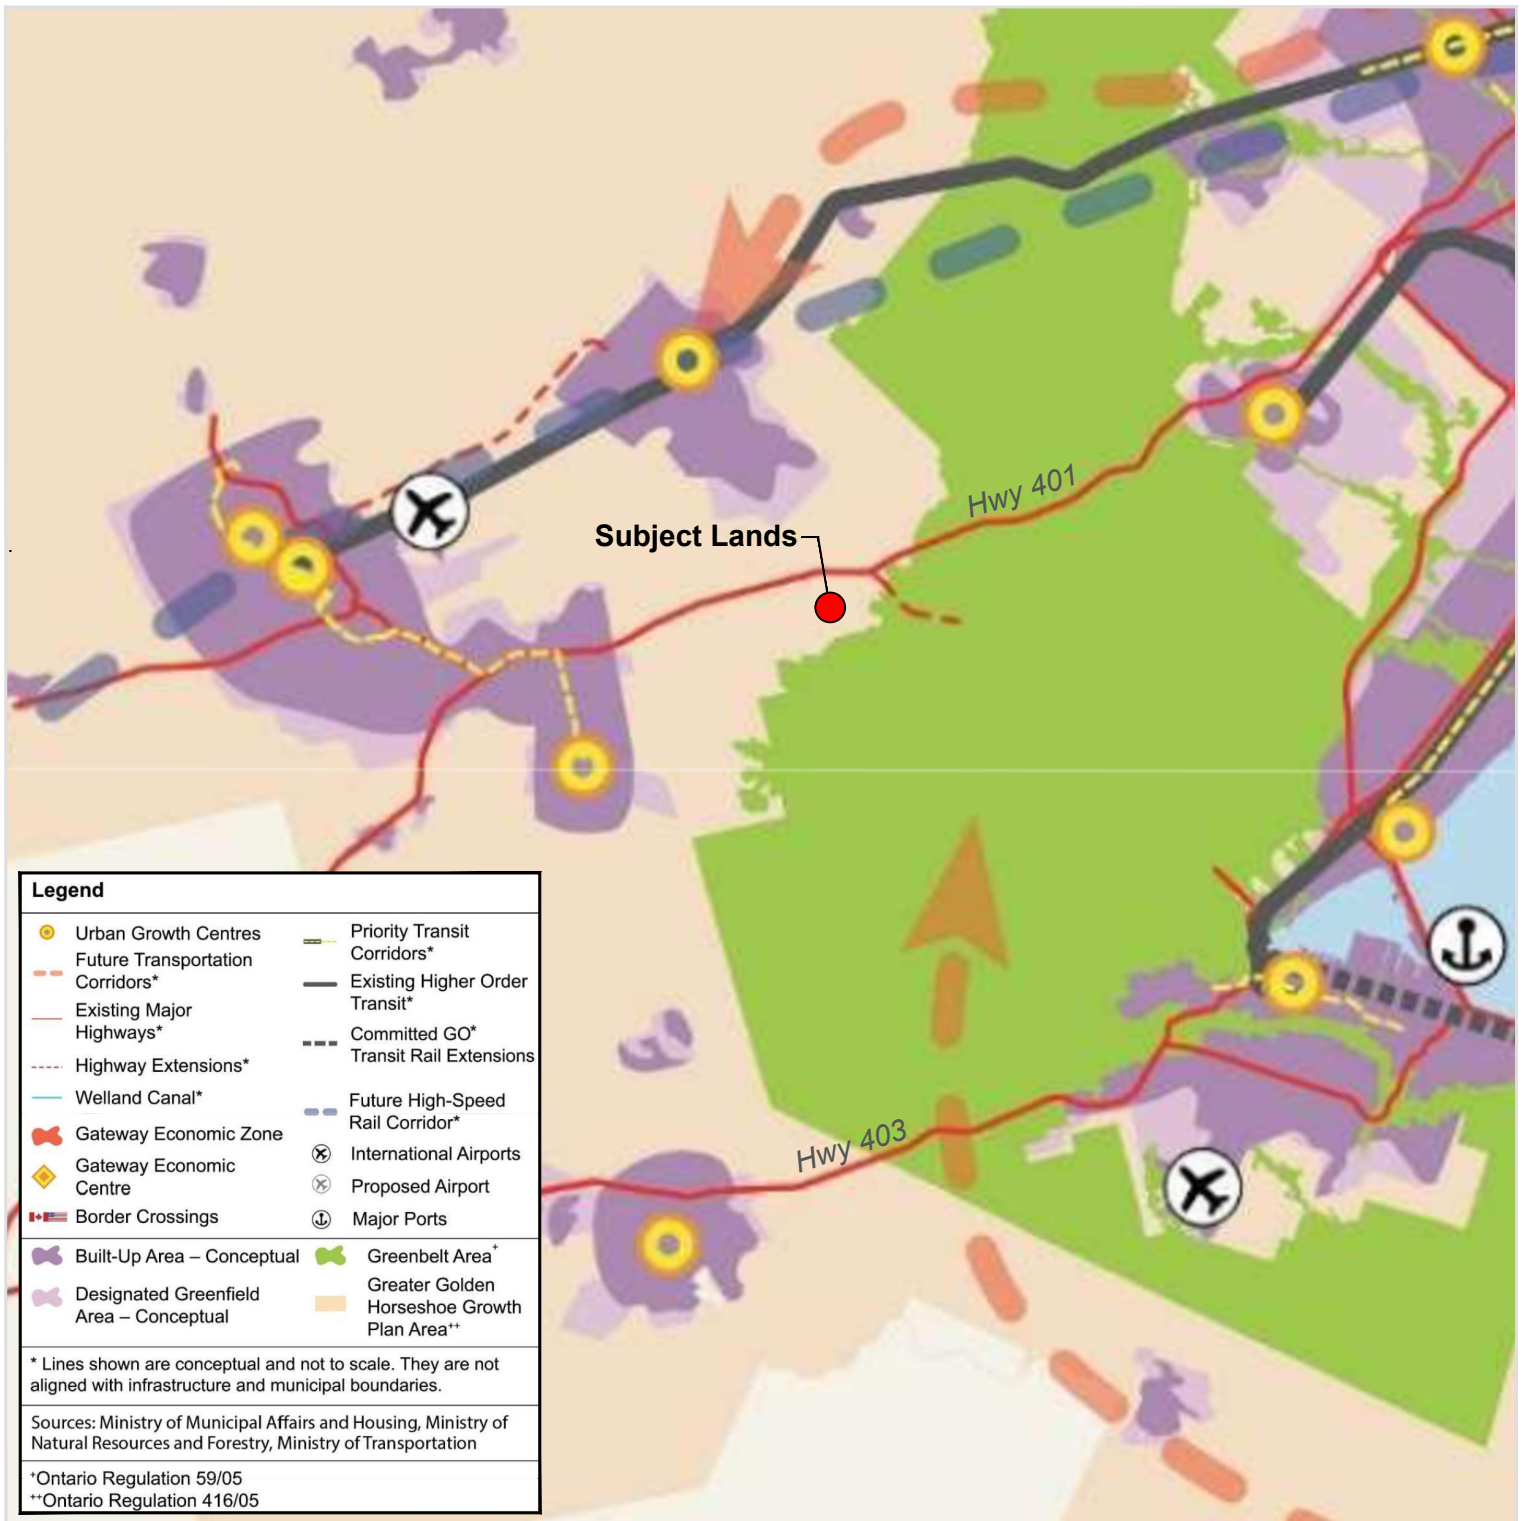 Hwy 401
Subject Lands
Hwy 403
Legend
Urban Growth Centres
Future Transportation
Corridors*
Existing Major
Highways*
Highway Extensions*
Welland Canal*
Gateway Economic Zone
Gateway Economic
Centre
Border Crossings
Priority Transit
Corridors*
Existing Higher Order
Transit*
Committed GO*
Transit Rail Extensions
Future High-Speed
Rail Corridor*
International Airports
Proposed Airport
Major Ports
Built-Up Area – Conceptual
Designated Greenfield
Area – Conceptual
Greenbelt Area+
Greater Golden
Horseshoe Growth
Plan Area++
* Lines shown are conceptual and not to scale. They are not
aligned with infrastructure and municipal boundaries.
Sources: Ministry of Municipal Affairs and Housing, Ministry of
Natural Resources and Forestry, Ministry of Transportation
+Ontario Regulation 59/05
++Ontario Regulation 416/05